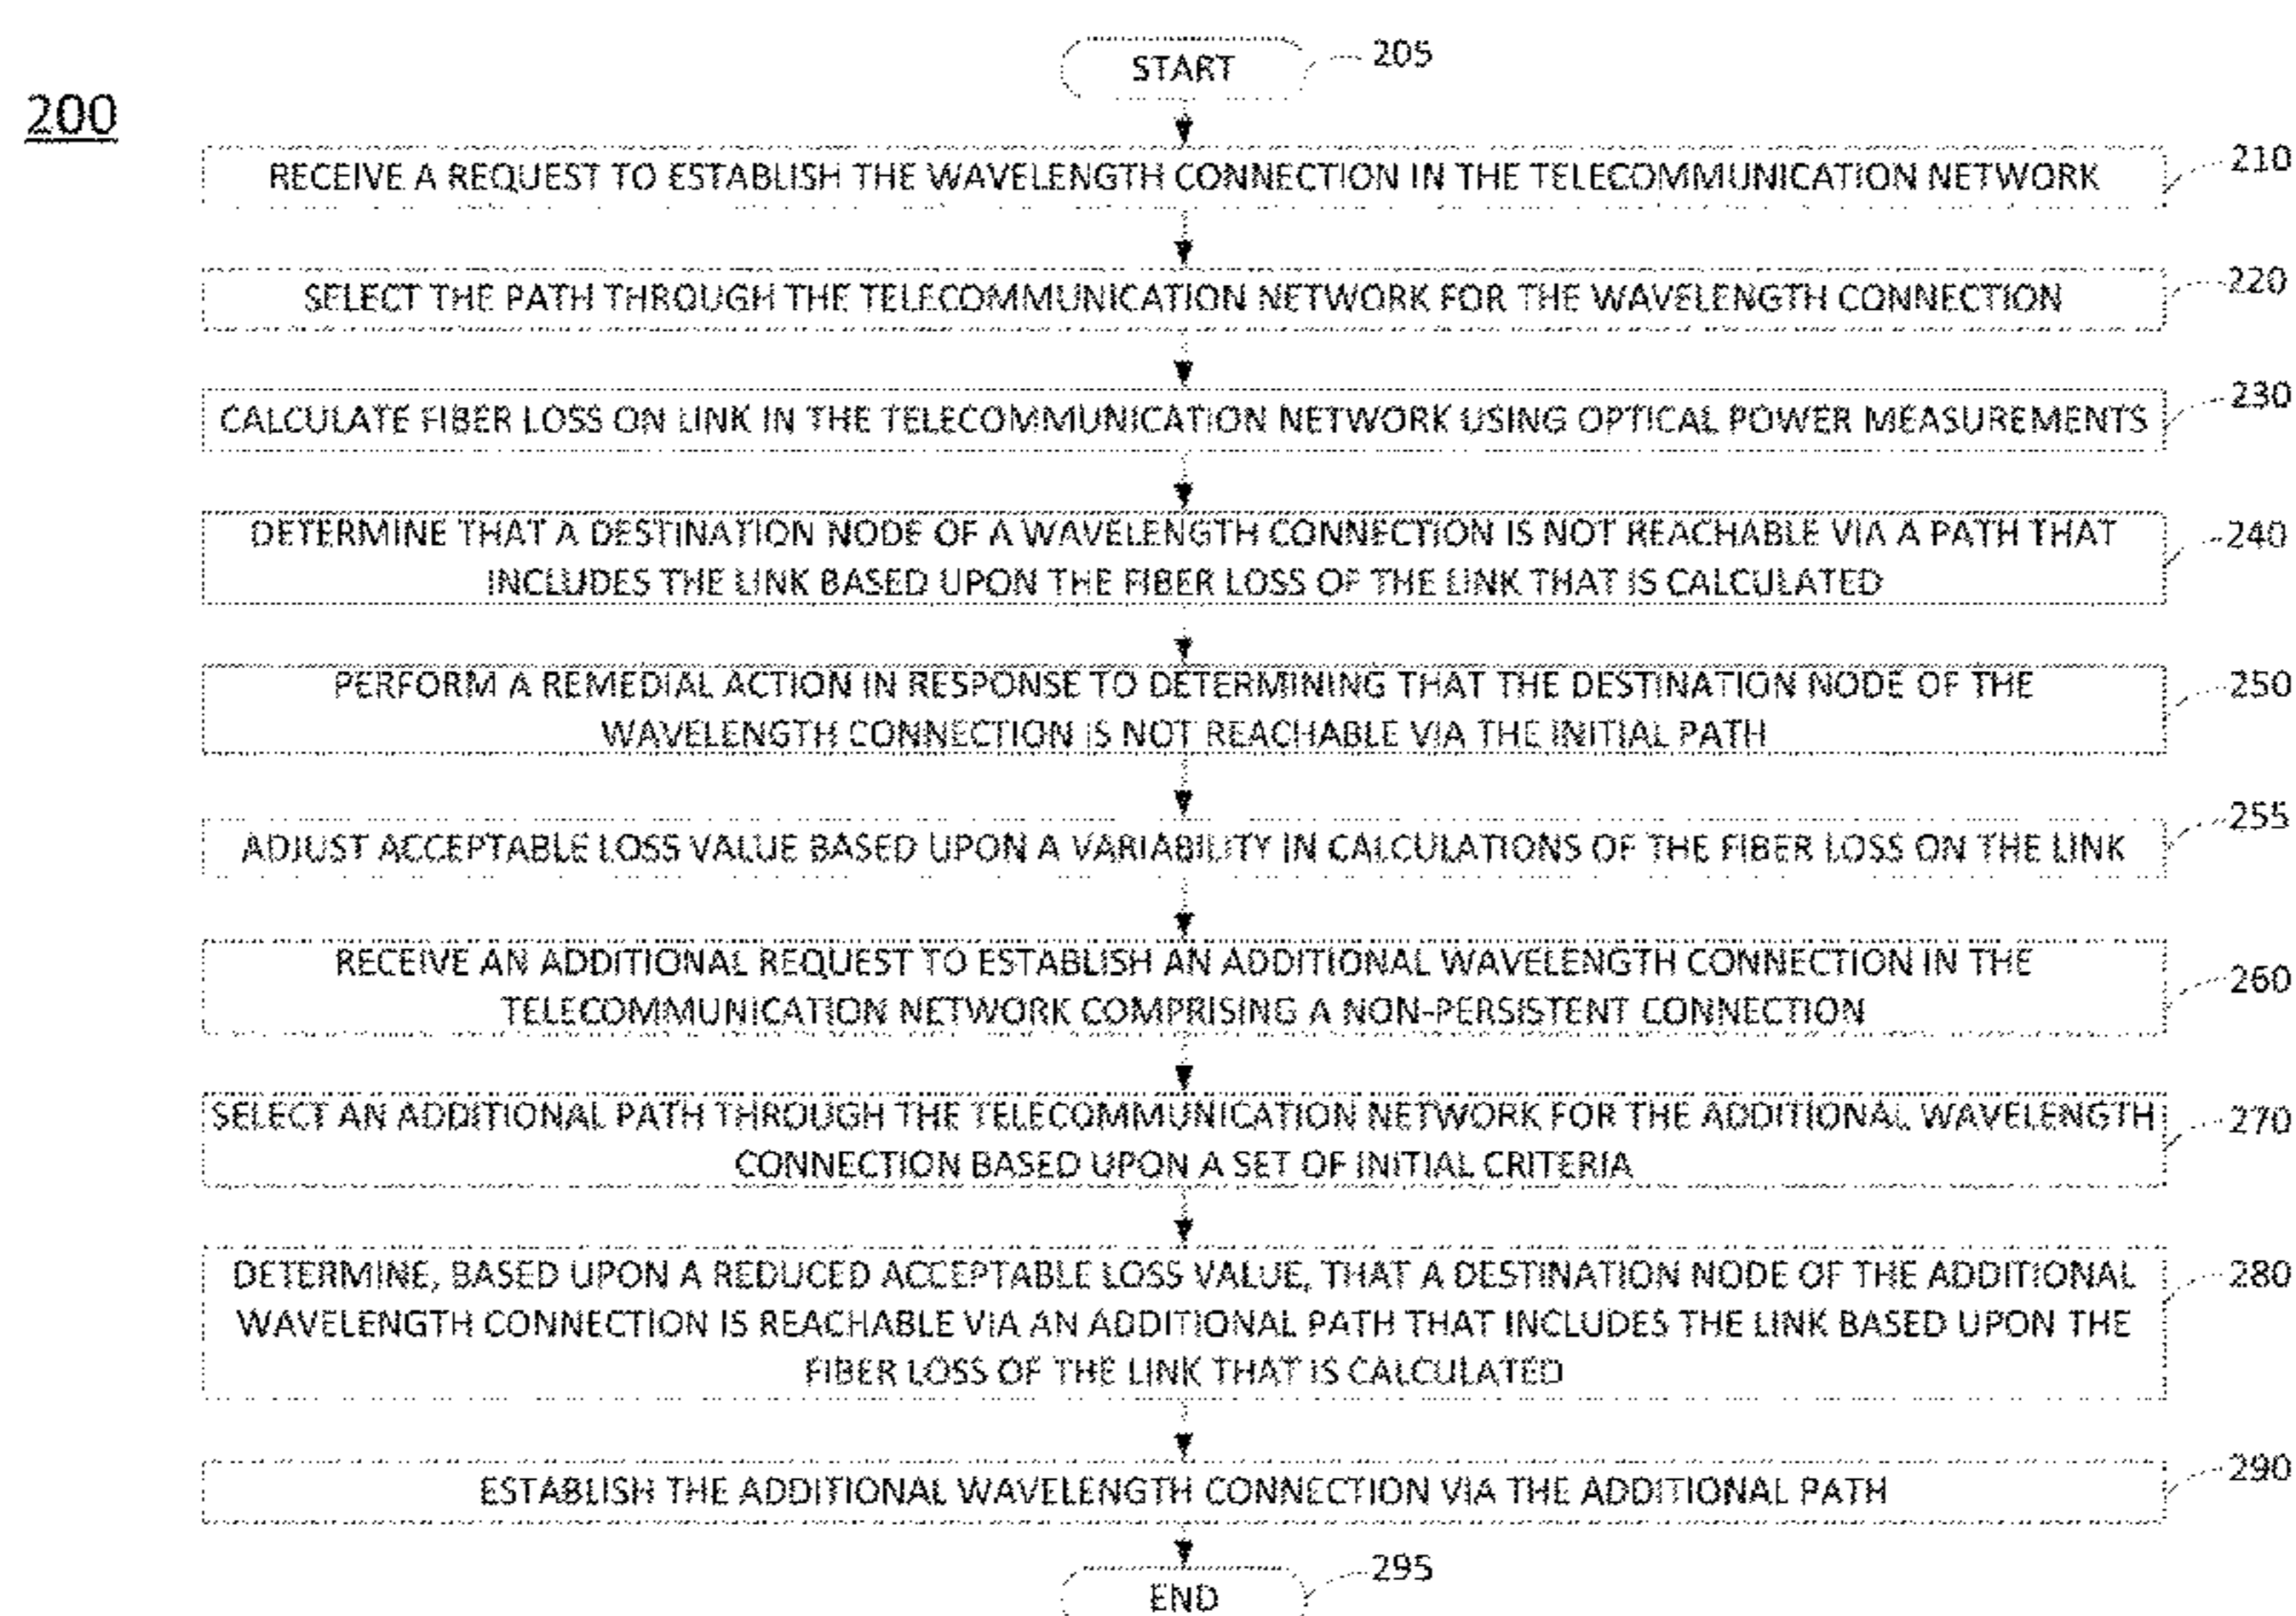 200
START
205
RECEIVE A REQUEST TO ESTABLISH THE WAVELENGTH CONNECTION IN THE TELECOMMUNICATION NETWORK
210
SELECT THE PATH THROUGH THE TELECOMMUNICATION NETWORK FOR THE WAVELENGTH CONNECTION
220
CALCULATE FIBER LOSS ON LINK IN THE TELECOMMUNICATION NETWORK USING OPTICAL POWER MEASUREMENTS
230
DETERMINE THAT A DESTINATION NODE OF A WAVELENGTH CONNECTION IS NOT REACHABLE VIA A PATH THAT
INCLUDES THE LINK BASED UPON THE FIBER LOSS OF THE LINK THAT IS CALCULATED
240
PERFORM A REMEDIAL ACTION IN RESPONSE TO DETERMINING THAT THE DESTINATION NODE OF THE
WAVELENGTH CONNECTION IS NOT REACHABLE VIA THE INITIAL PATH
250
ADJUST ACCEPTABLE LOSS VALUE BASED UPON A VARIABILITY IN CALCULATIONS OF THE FIBER LOSS ON THE LINK
255
RECEIVE AN ADDITIONAL REQUEST TO ESTABLISH AN ADDITIONAL WAVELENGTH CONNECTION IN THE
TELECOMMUNICATION NETWORK COMPRISING A NON-PERSISTENT CONNECTION
260
SELECT AN ADDITIONAL PATH THROUGH THE TELECOMMUNICATION NETWORK FOR THE ADDITIONAL WAVELENGTH
CONNECTION BASED UPON A SET OF INITIAL CRITERIA
270
DETERMINE, BASED UPON A REDUCED ACCEPTABLE LOSS VALUE, THAT A DESTINATION NODE OF THE ADDITIONAL
WAVELENGTH CONNECTION IS REACHABLE VIA AN ADDITIONAL PATH THAT INCLUDES THE LINK BASED UPON THE
FIBER LOSS OF THE LINK THAT IS CALCULATED
280
ESTABLISH THE ADDITIONAL WAVELENGTH CONNECTION VIA THE ADDITIONAL PATH
290
END
295